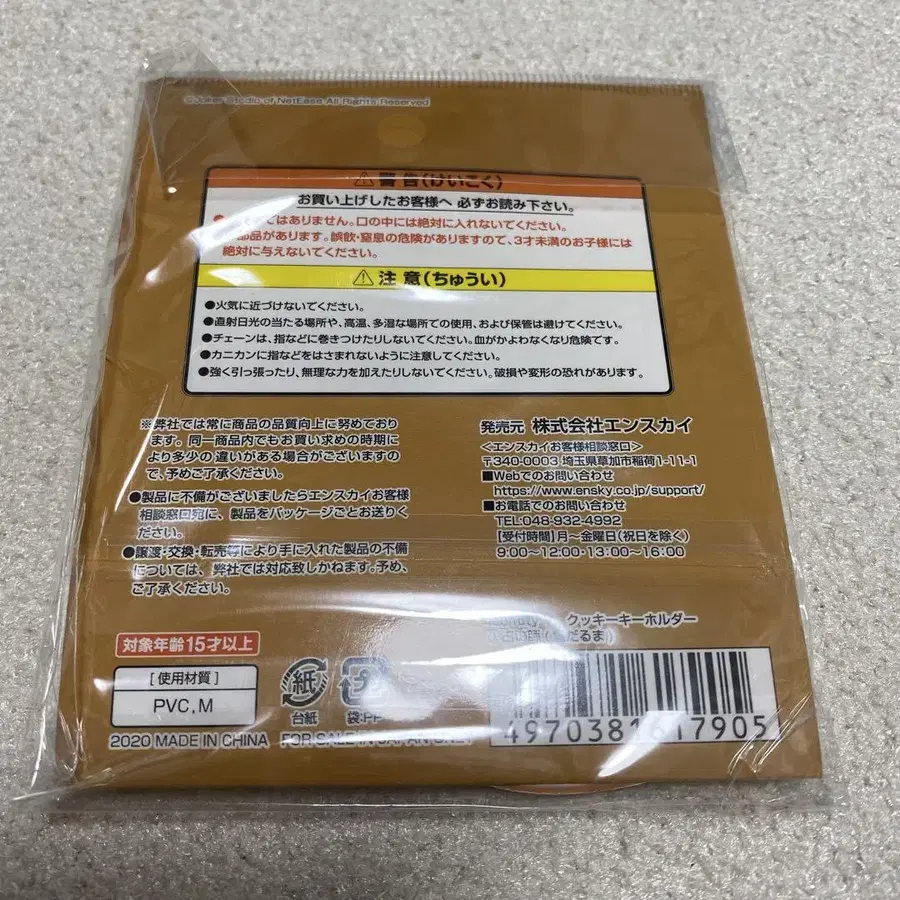 ©Joker Studio of NetEase All Rights Reserved
⚠警告(けいこく)
お買い上げしたお客様へ 必ずお読み下さい。
ではありません。口の中には絶対に入れないでください。
部品があります。誤飲・窒息の危険がありますので、3才未満のお子様には
絶対に与えないでください。
⚠注意(ちゅうい)
●火気に近づけないでください。
●直射日光の当たる場所や、高温、多湿な場所での使用、および保管は避けてください。
●チェーンは、指などに巻きつけたりしないでください。血がかよわなくなり危険です。
●カニカンに指などをはさまれないように注意してください。
●強く引っ張ったり、無理な力を加えたりしないでください。破損や変形の恐れがあります。
※弊社では常に商品の品質向上に努めており
ます。同一商品内でもお買い求めの時期に
より多少の違いがある場合がございますの
で、予めご了承ください。
●製品に不備がございましたらエンスカイお客様
相談窓口宛に、製品をパッケージごとお送りく
ださい。
●譲渡・交換・転売等により手に入れた製品の不備
については、弊社では対応致しかねます。予め、
ご了承ください。
発売元 株式会社エンスカイ
<エンスカイお客様相談窓口>
〒340-0003 埼玉県草加市稲荷1-11-1
■Webでのお問い合わせ
https://www.ensky.co.jp/support/
■お電話でのお問い合わせ
TEL:048-932-4992
[受付時間]月～金曜日(祝日を除く)
9:00～12:00・13:00～16:00
クッキーキーホルダー
占い師
だるま)
対象年齢15才以上
[使用材質]
PVC,M
紙
台紙
袋:PP
2020 MADE IN CHINA FOR SALE IN JAPAN ONLY
4970381617905